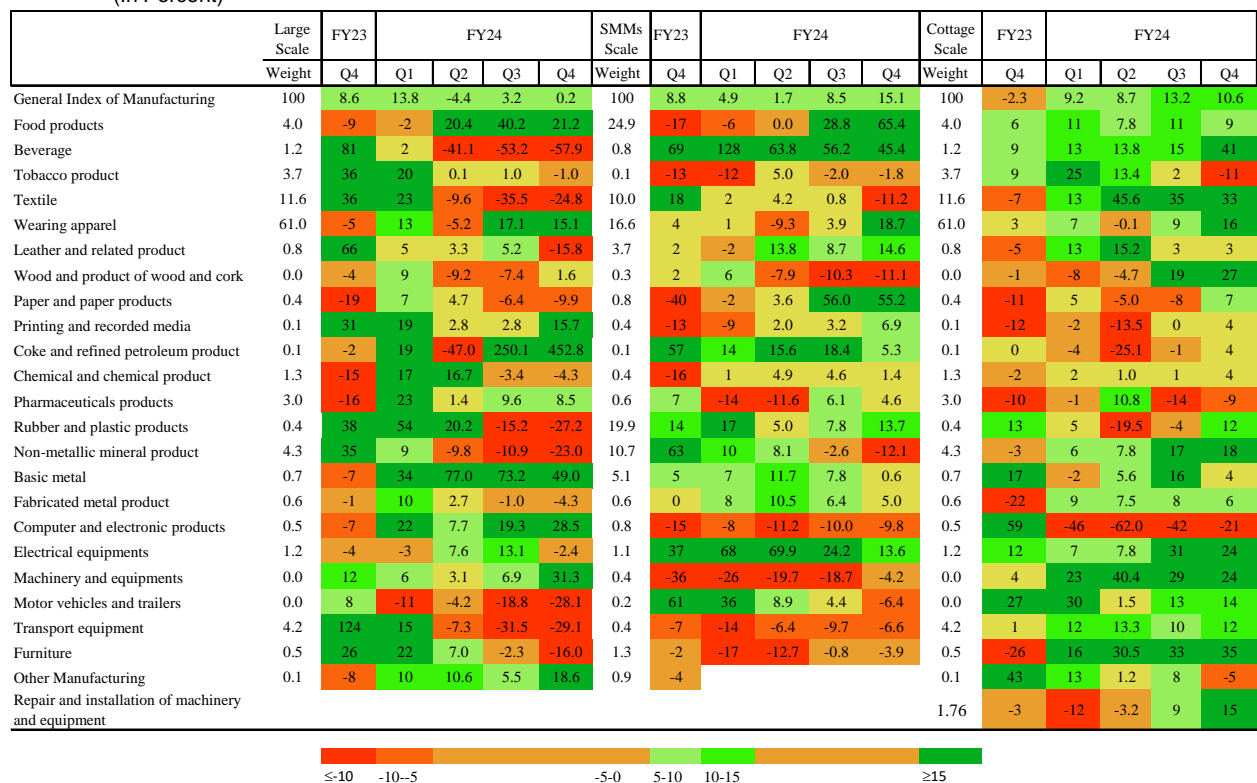 (In Percent)
Large Scale FY23 FY24 SMMs Scale FY23 FY24 Cottage Scale FY23 FY24
Weight Q4 Q1 Q2 Q3 Q4 Weight Q4 Q1 Q2 Q3 Q4 Weight Q4 Q1 Q2 Q3 Q4
General Index of Manufacturing 100 8.6 13.8 -4.4 3.2 0.2 100 8.8 4.9 1.7 8.5 15.1 100 -2.3 9.2 8.7 13.2 10.6
Food products 4.0 -9 -2 20.4 40.2 21.2 24.9 -17 -6 0.0 28.8 65.4 4.0 6 11 7.8 11 9
Beverage 1.2 81 2 -41.1 -53.2 -57.9 0.8 69 128 63.8 56.2 45.4 1.2 9 13 13.8 15 41
Tobacco product 3.7 36 20 0.1 1.0 -1.0 0.1 -13 -12 5.0 -2.0 -1.8 3.7 9 25 13.4 2 -11
Textile 11.6 36 23 -9.6 -35.5 -24.8 10.0 18 2 4.2 0.8 -11.2 11.6 -7 13 45.6 35 33
Wearing apparel 61.0 -5 13 -5.2 17.1 15.1 16.6 4 1 -9.3 3.9 18.7 61.0 3 7 -0.1 9 16
Leather and related product 0.8 66 5 3.3 5.2 -15.8 3.7 2 -2 13.8 8.7 14.6 0.8 -5 13 15.2 3 3
Wood and product of wood and cork 0.0 -4 9 -9.2 -7.4 1.6 0.3 2 6 -7.9 -10.3 -11.1 0.0 -1 -8 -4.7 19 27
Paper and paper products 0.4 -19 7 4.7 -6.4 -9.9 0.8 -40 -2 3.6 56.0 55.2 0.4 -11 5 -5.0 -8 7
Printing and recorded media 0.1 31 19 2.8 2.8 15.7 0.4 -13 -9 2.0 3.2 6.9 0.1 -12 -2 -13.5 0 4
Coke and refined petroleum product 0.1 -2 19 -47.0 250.1 452.8 0.1 57 14 15.6 18.4 5.3 0.1 0 -4 -25.1 -1 4
Chemical and chemical product 1.3 -15 17 16.7 -3.4 -4.3 0.4 -16 1 4.9 4.6 1.4 1.3 -2 2 1.0 1 4
Pharmaceuticals products 3.0 -16 23 1.4 9.6 8.5 0.6 7 -14 -11.6 6.1 4.6 3.0 -10 -1 10.8 -14 -9
Rubber and plastic products 0.4 38 54 20.2 -15.2 -27.2 19.9 14 17 5.0 7.8 13.7 0.4 13 5 -19.5 -4 12
Non-metallic mineral product 4.3 35 9 -9.8 -10.9 -23.0 10.7 63 10 8.1 -2.6 -12.1 4.3 -3 6 7.8 17 18
Basic metal 0.7 -7 34 77.0 73.2 49.0 5.1 5 7 11.7 7.8 0.6 0.7 17 -2 5.6 16 4
Fabricated metal product 0.6 -1 10 2.7 -1.0 -4.3 0.6 0 8 10.5 6.4 5.0 0.6 -22 9 7.5 8 6
Computer and electronic products 0.5 -7 22 7.7 19.3 28.5 0.8 -15 -8 -11.2 -10.0 -9.8 0.5 59 -46 -62.0 -42 -21
Electrical equipments 1.2 -4 -3 7.6 13.1 -2.4 1.1 37 68 69.9 24.2 13.6 1.2 12 7 7.8 31 24
Machinery and equipments 0.0 12 6 3.1 6.9 31.3 0.4 -36 -26 -19.7 -18.7 -4.2 0.0 4 23 40.4 29 24
Motor vehicles and trailers 0.0 8 -11 -4.2 -18.8 -28.1 0.2 61 36 8.9 4.4 -6.4 0.0 27 30 1.5 13 14
Transport equipment 4.2 124 15 -7.3 -31.5 -29.1 0.4 -7 -14 -6.4 -9.7 -6.6 4.2 1 12 13.3 10 12
Furniture 0.5 26 22 7.0 -2.3 -16.0 1.3 -2 -17 -12.7 -0.8 -3.9 0.5 -26 16 30.5 33 35
Other Manufacturing 0.1 -8 10 10.6 5.5 18.6 0.9 -4 0.1 43 13 1.2 8 -5
Repair and installation of machinery
and equipment 1.76 -3 -12 -3.2 9 15
≤-10 -10--5 -5-0 5-10 10-15 ≥15